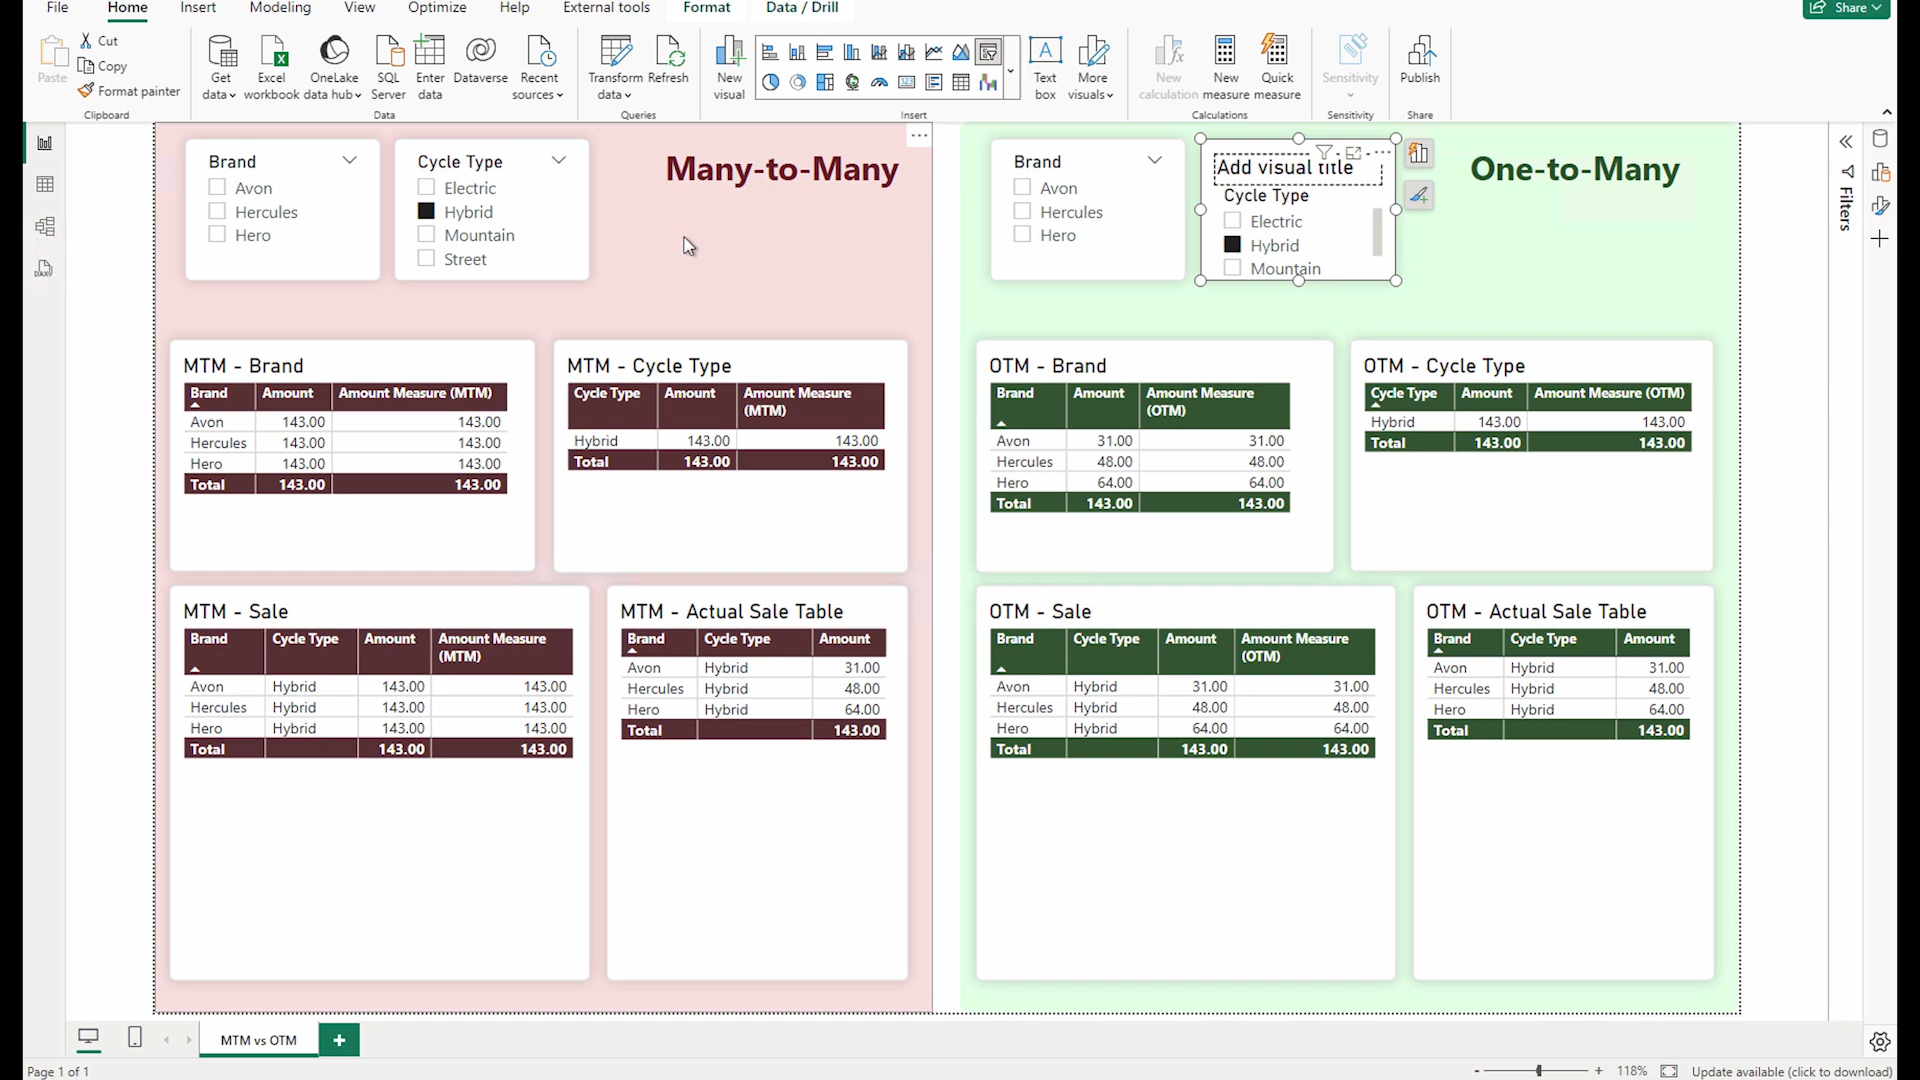 File Home Insert Modeling View Optimize Help External tools Format Data / Drill Share
Cut
Copy
Format painter
Paste
Get data
Excel workbook
OneLake data hub
SQL Server
Enter data
Dataverse
Recent sources
Transform data
Refresh
New visual
Text box
More visuals
New calculation
New measure
Quick measure
Sensitivity
Publish
Clipboard Data Queries Insert Calculations Sensitivity Share
Brand
Avon
Hercules
Hero
Cycle Type
Electric
Hybrid
Mountain
Street
Many-to-Many
MTM - Brand
Brand Amount Amount Measure (MTM)
Avon 143.00 143.00
Hercules 143.00 143.00
Hero 143.00 143.00
Total 143.00 143.00
MTM - Cycle Type
Cycle Type Amount Amount Measure (MTM)
Hybrid 143.00 143.00
Total 143.00 143.00
MTM - Sale
Brand Cycle Type Amount Amount Measure (MTM)
Avon Hybrid 143.00 143.00
Hercules Hybrid 143.00 143.00
Hero Hybrid 143.00 143.00
Total 143.00 143.00
MTM - Actual Sale Table
Brand Cycle Type Amount
Avon Hybrid 31.00
Hercules Hybrid 48.00
Hero Hybrid 64.00
Total 143.00
Brand
Avon
Hercules
Hero
Add visual title
Cycle Type
Electric
Hybrid
Mountain
One-to-Many
OTM - Brand
Brand Amount Amount Measure (OTM)
Avon 31.00 31.00
Hercules 48.00 48.00
Hero 64.00 64.00
Total 143.00 143.00
OTM - Cycle Type
Cycle Type Amount Amount Measure (OTM)
Hybrid 143.00 143.00
Total 143.00 143.00
OTM - Sale
Brand Cycle Type Amount Amount Measure (OTM)
Avon Hybrid 31.00 31.00
Hercules Hybrid 48.00 48.00
Hero Hybrid 64.00 64.00
Total 143.00 143.00
OTM - Actual Sale Table
Brand Cycle Type Amount
Avon Hybrid 31.00
Hercules Hybrid 48.00
Hero Hybrid 64.00
Total 143.00
Filters
MTM vs OTM
Page 1 of 1
118%
Update available (click to download)